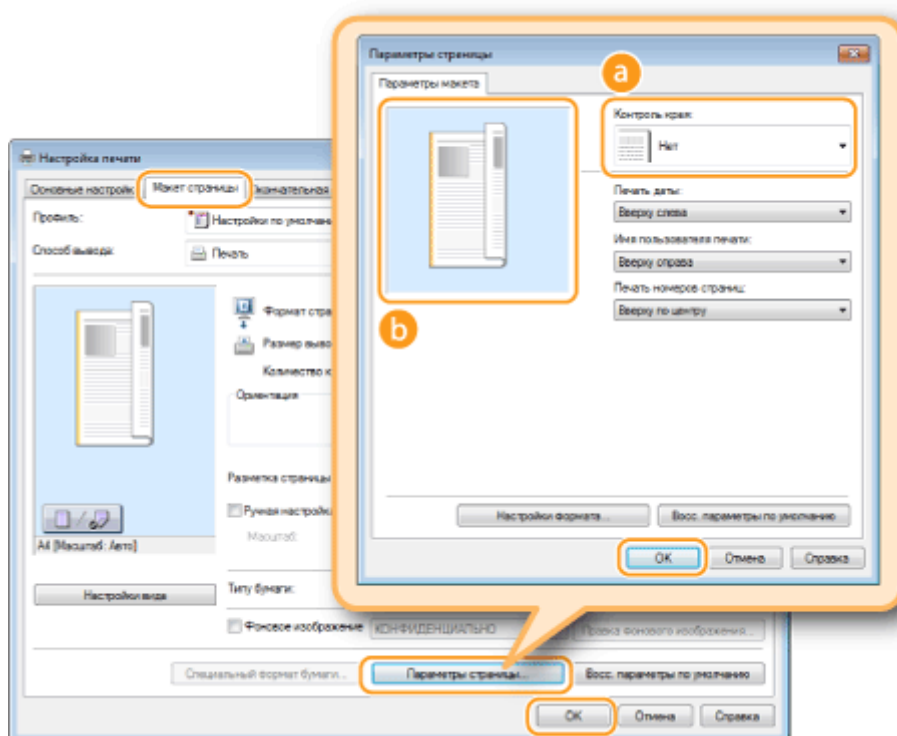 Параметры страницы
Параметры макета
a
Контроль края:
Нет
Печать даты:
Вверху слева
Имя пользователя печати:
Вверху справа
Печать номеров страниц:
Вверху по центру
b
Настройки формата...
Восс. параметры по умолчанию
OK
Отмена
Справка
Настройка печати
Основные настройк
Макет страницы
Окончательная
Профиль:
Настройки по умолчани
Способ вывода:
Печать
Формат стра
Размер выво
Количество к
Ориентация
Разметка страницы
Ручная настройка
Масштаб:
A4 [Масштаб: Авто]
Настройки вида
Типу бумаги:
Фоновое изображение
КОНФИДЕНЦИАЛЬНО
Правка фонового изображения...
Специальный формат бумаги...
Параметры страницы...
Восс. параметры по умолчанию
OK
Отмена
Справка